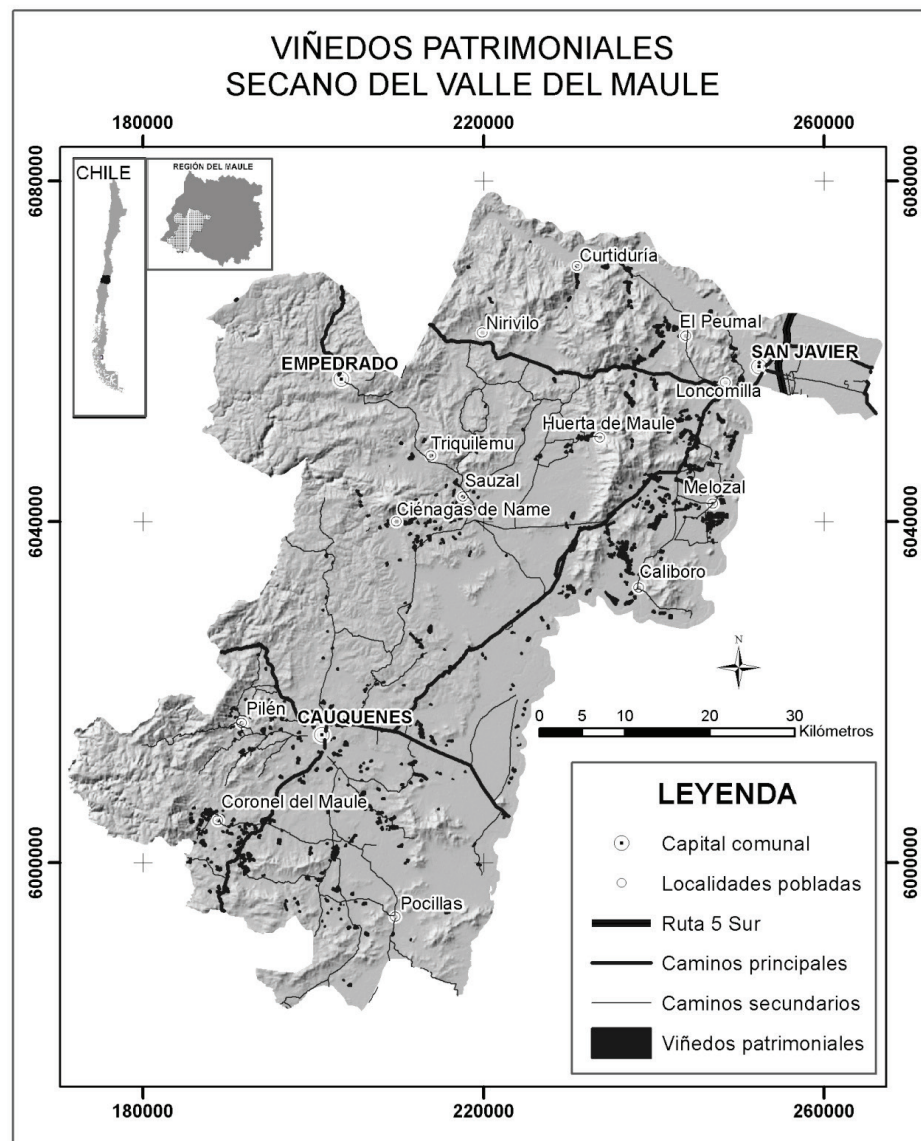 VIÑEDOS PATRIMONIALES
SECANO DEL VALLE DEL MAULE
180000
220000
260000
6080000
6080000
CHILE
REGIÓN DEL MAULE
Curtiduría
Nirivilo
El Peumal
EMPEDRADO
SAN JAVIER
Loncomilla
Huerta de Maule
Triquilemu
Sauzal
Melozal
Ciénagas de Name
6040000
6040000
Caliboro
N
Pilén
CAUQUENES
0 5 10 20 30
Kilómetros
Coronel del Maule
LEYENDA
Capital comunal
6000000
6000000
Localidades pobladas
Pocillas
Ruta 5 Sur
Caminos principales
Caminos secundarios
Viñedos patrimoniales
180000
220000
260000